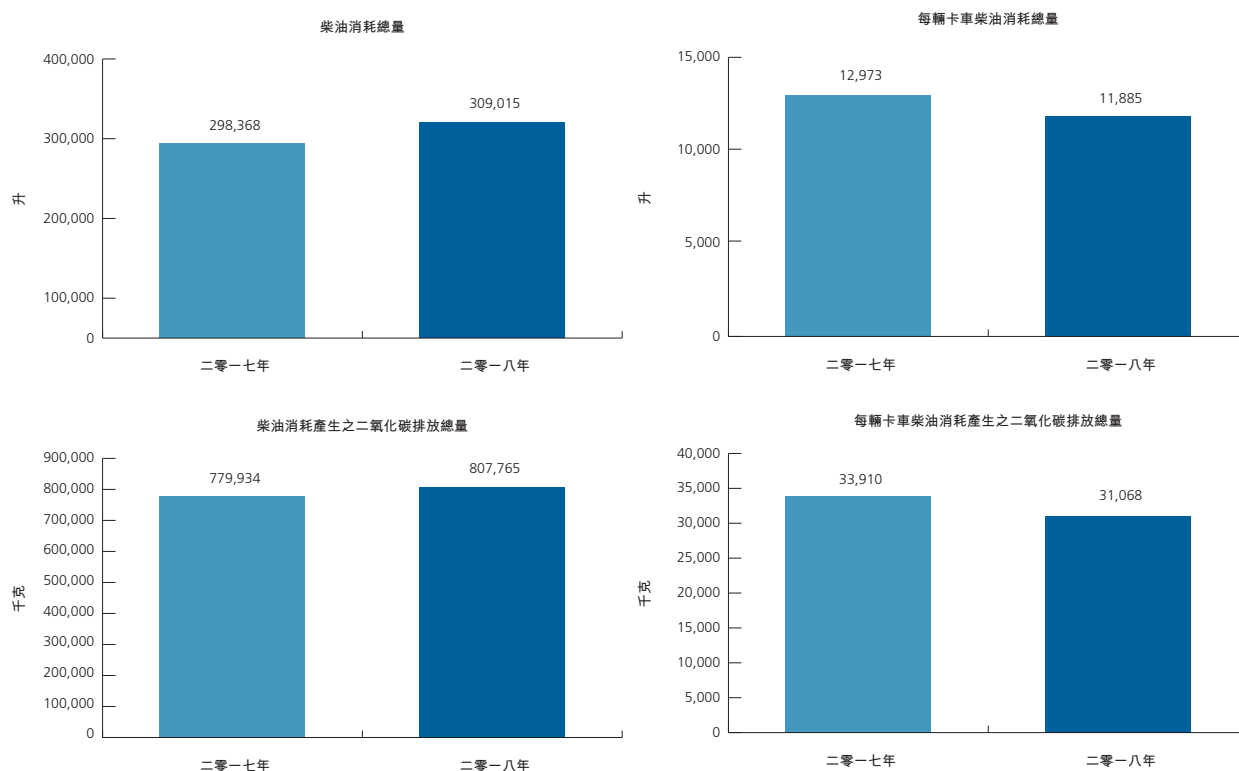 柴油消耗總量
400,000
300,000
200,000
100,000
0
升
298,368
309,015
二零一七年
二零一八年
每輛卡車柴油消耗總量
15,000
10,000
5,000
0
升
12,973
11,885
二零一七年
二零一八年
柴油消耗產生之二氧化碳排放總量
900,000
800,000
700,000
600,000
500,000
400,000
300,000
200,000
100,000
0
千克
779,934
807,765
二零一七年
二零一八年
每輛卡車柴油消耗產生之二氧化碳排放總量
40,000
35,000
30,000
25,000
20,000
15,000
10,000
5,000
0
千克
33,910
31,068
二零一七年
二零一八年